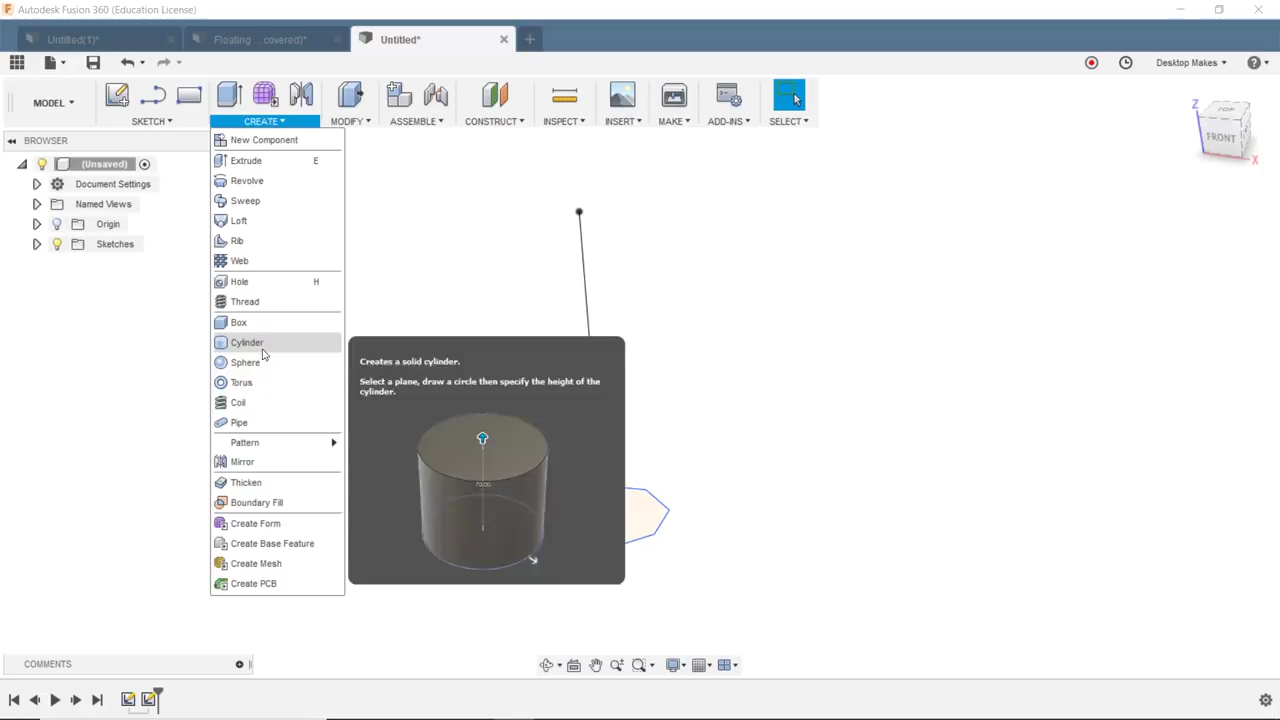 Autodesk Fusion 360 (Education License)
Untitled(1)*
Floating ...covered)*
Untitled*
Desktop Makes
MODEL
SKETCH
CREATE
MODIFY
ASSEMBLE
CONSTRUCT
INSPECT
INSERT
MAKE
ADD-INS
SELECT
TOP
FRONT
Z
X
BROWSER
(Unsaved)
Document Settings
Named Views
Origin
Sketches
New Component
Extrude E
Revolve
Sweep
Loft
Rib
Web
Hole H
Thread
Box
Cylinder
Sphere
Torus
Coil
Pipe
Pattern
Mirror
Thicken
Boundary Fill
Create Form
Create Base Feature
Create Mesh
Create PCB
Creates a solid cylinder.
Select a plane, draw a circle then specify the height of the
cylinder.
COMMENTS